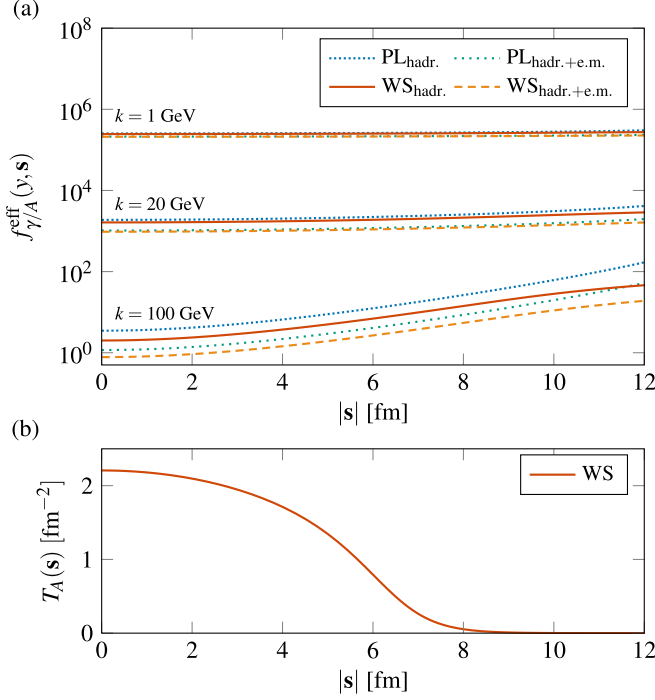 (a)
10^8
PL_hadr. PL_hadr.+e.m.
WS_hadr. WS_hadr.+e.m.
10^6
k = 1 GeV
f^eff_γ/A(y, s)
10^4
k = 20 GeV
10^2
k = 100 GeV
10^0
0 2 4 6 8 10 12
|s| [fm]
(b)
WS
2
T_A(s) [fm^−2]
1
0
0 2 4 6 8 10 12
|s| [fm]